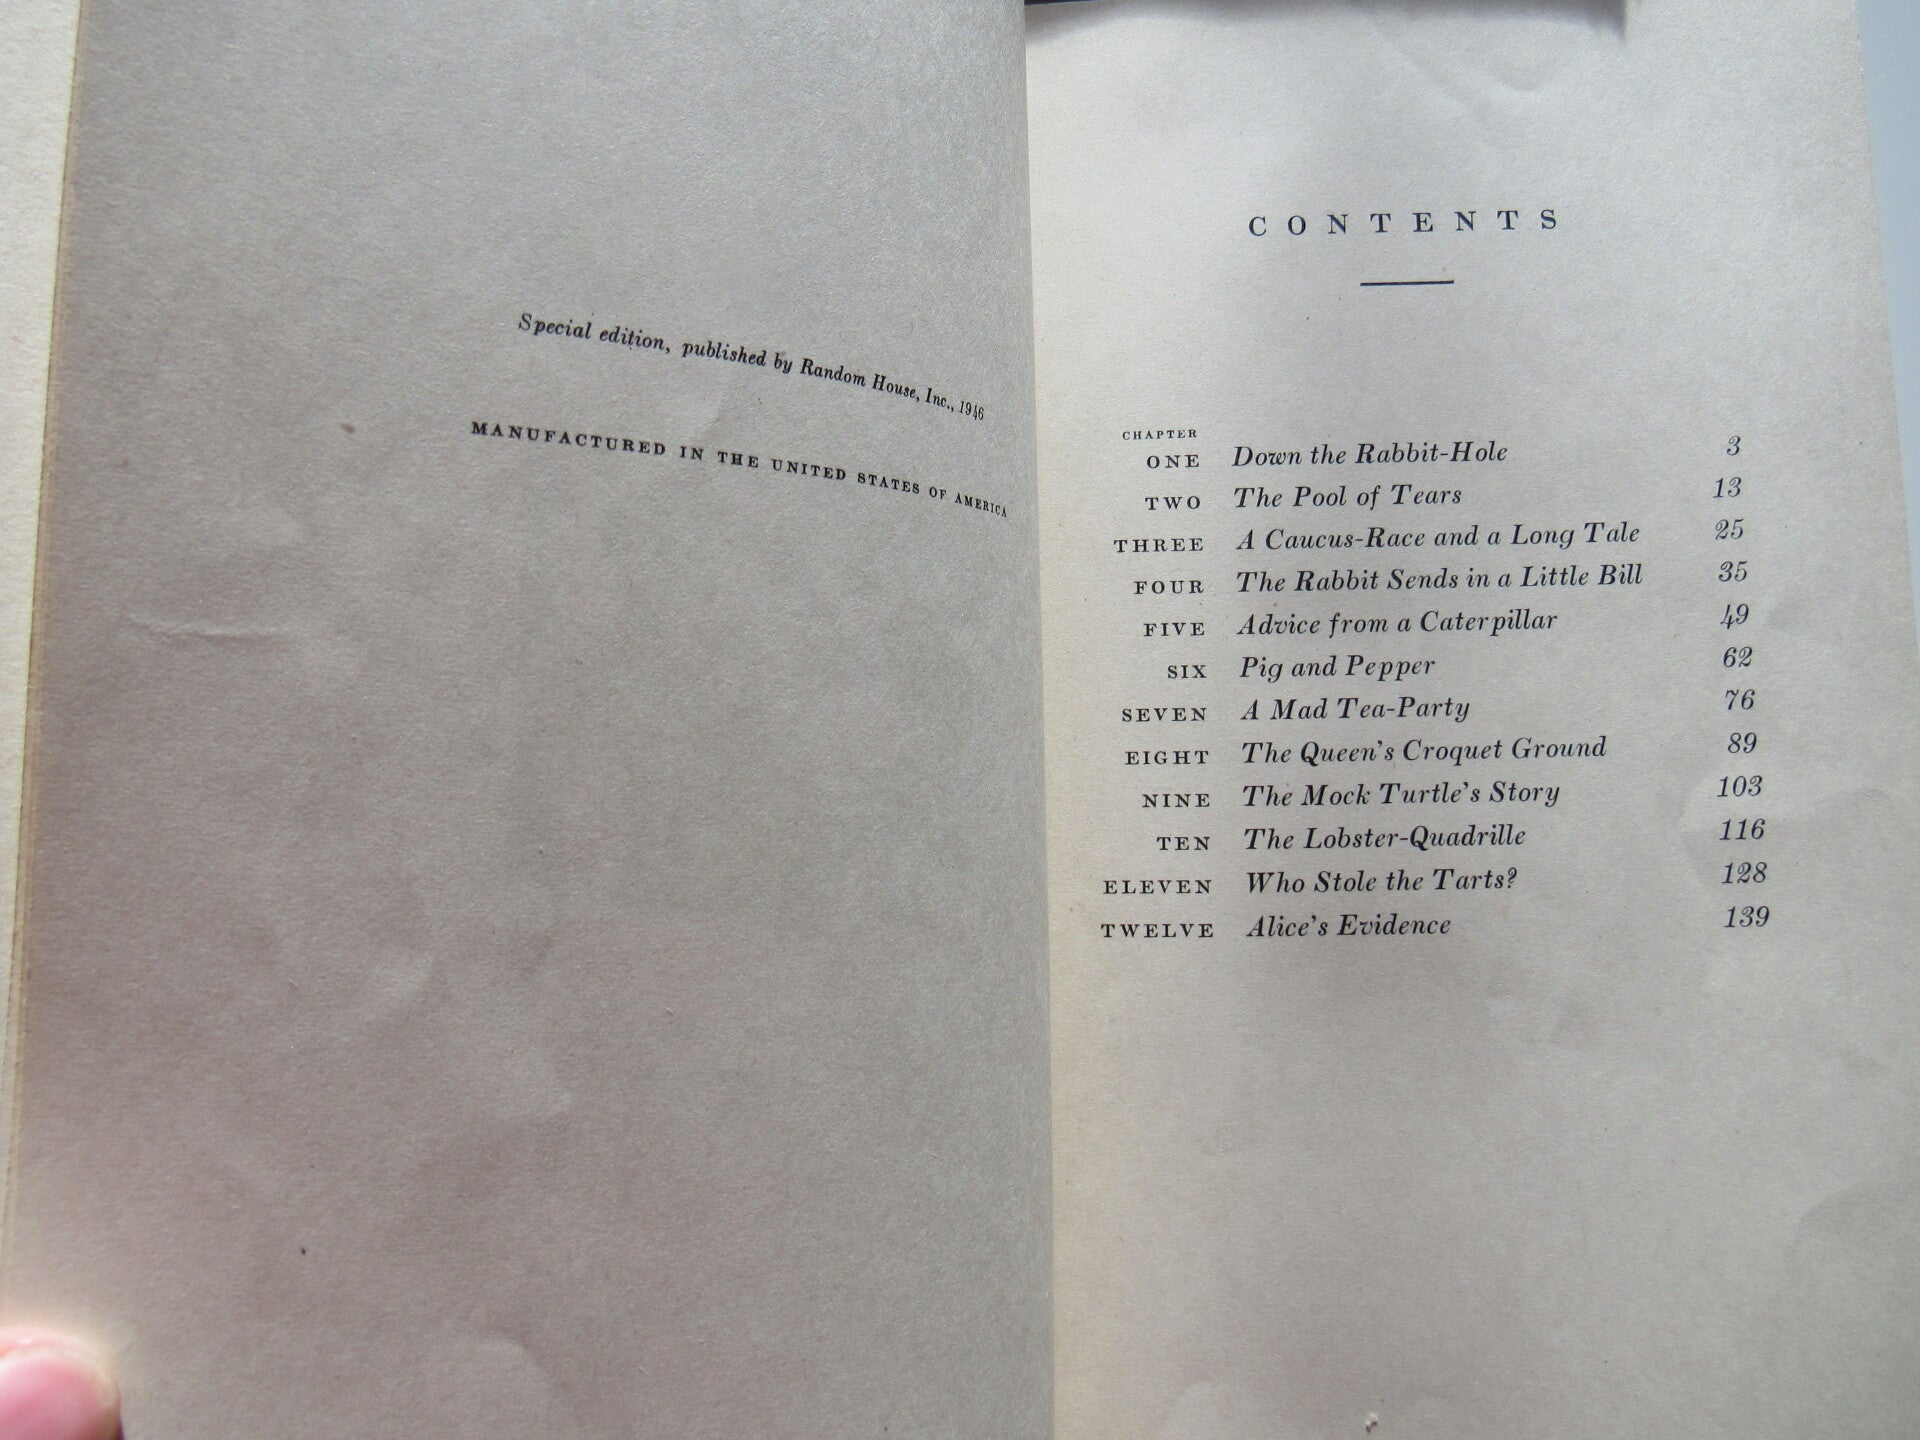 Special edition, published by Random House, Inc., 1946
MANUFACTURED IN THE UNITED STATES OF AMERICA
CONTENTS
CHAPTER
ONE Down the Rabbit-Hole 3
TWO The Pool of Tears 13
THREE A Caucus-Race and a Long Tale 25
FOUR The Rabbit Sends in a Little Bill 35
FIVE Advice from a Caterpillar 49
SIX Pig and Pepper 62
SEVEN A Mad Tea-Party 76
EIGHT The Queen's Croquet Ground 89
NINE The Mock Turtle's Story 103
TEN The Lobster-Quadrille 116
ELEVEN Who Stole the Tarts? 128
TWELVE Alice's Evidence 139